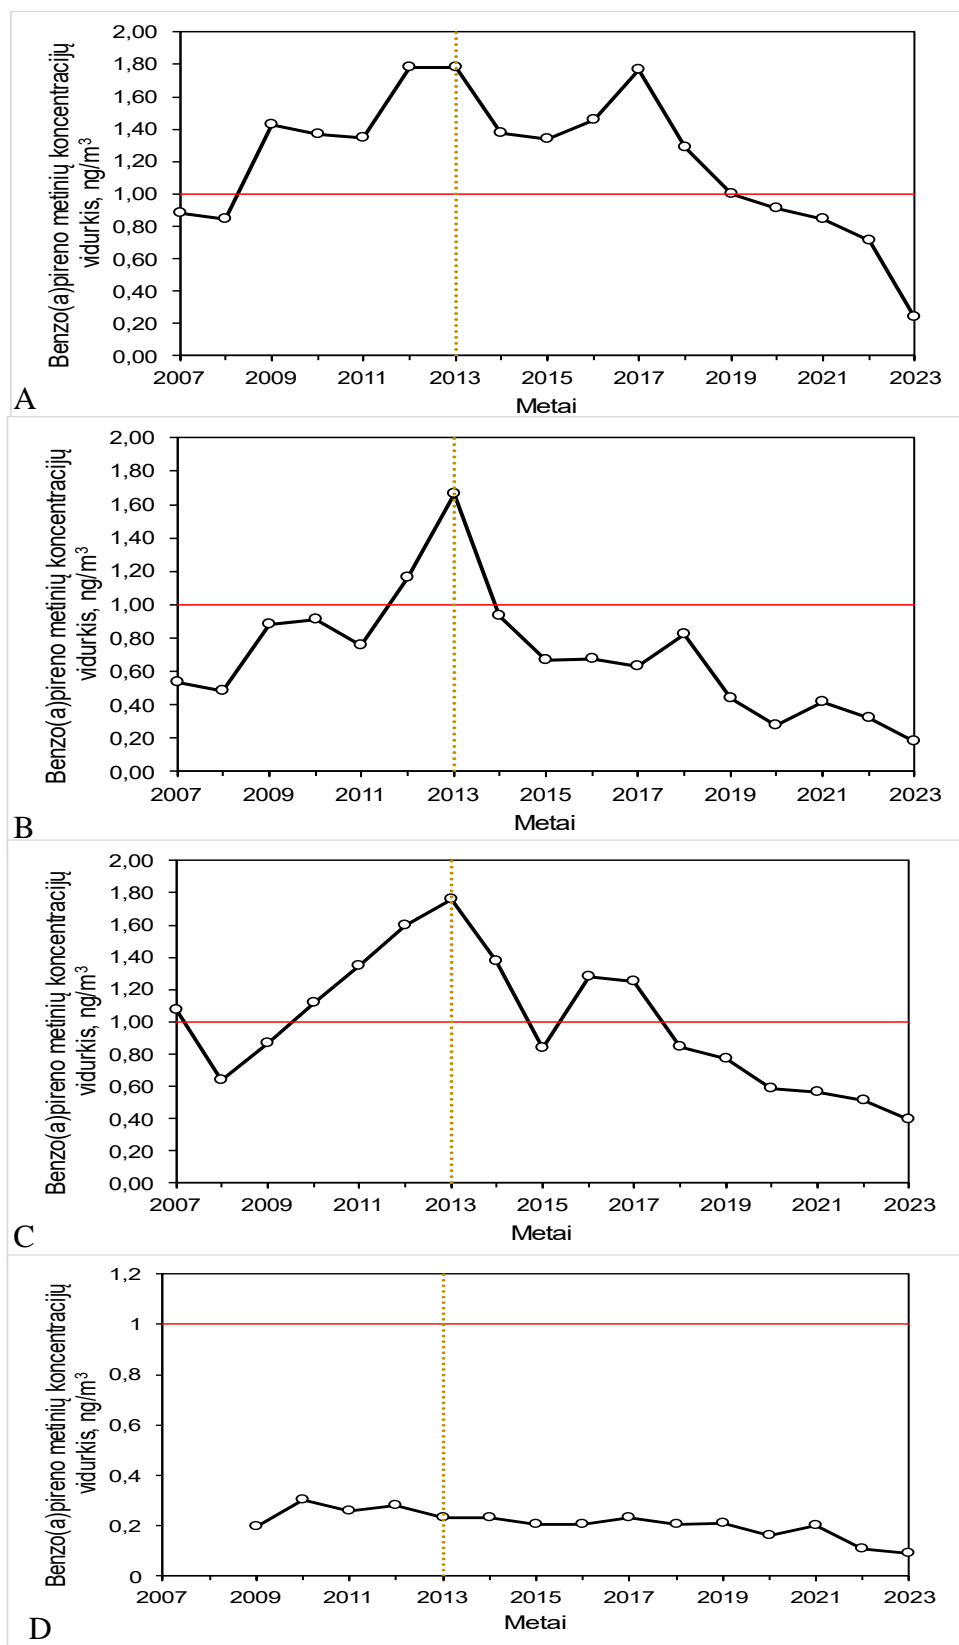 Benzo(a)pireno metinių koncentracijų
vidurkis, ng/m³
2,00
1,80
1,60
1,40
1,20
1,00
0,80
0,60
0,40
0,20
0,00
2007 2009 2011 2013 2015 2017 2019 2021 2023
Metai
A
Benzo(a)pireno metinių koncentracijų
vidurkis, ng/m³
2,00
1,80
1,60
1,40
1,20
1,00
0,80
0,60
0,40
0,20
0,00
2007 2009 2011 2013 2015 2017 2019 2021 2023
Metai
B
Benzo(a)pireno metinių koncentracijų
vidurkis, ng/m³
2,00
1,80
1,60
1,40
1,20
1,00
0,80
0,60
0,40
0,20
0,00
2007 2009 2011 2013 2015 2017 2019 2021 2023
Metai
C
Benzo(a)pireno metinių koncentracijų
vidurkis, ng/m³
1,2
1
0,8
0,6
0,4
0,2
0
2007 2009 2011 2013 2015 2017 2019 2021 2023
Metai
D